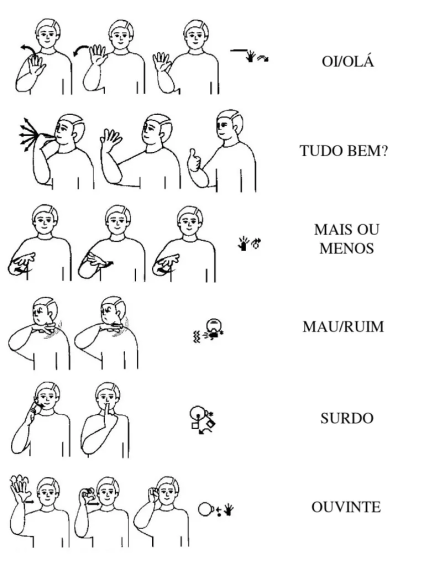 OI/OLÁ
TUDO BEM?
MAIS OU
MENOS
MAU/RUIM
SURDO
OUVINTE